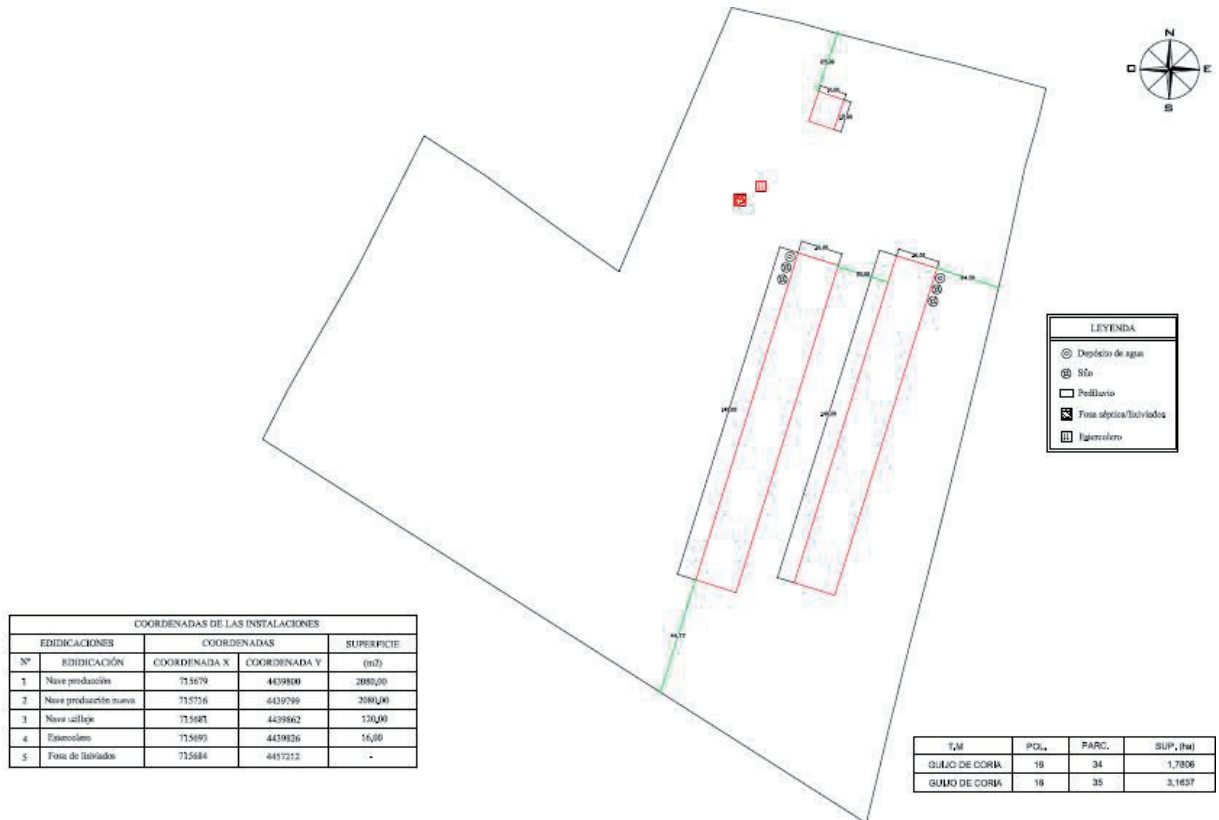 N
O E
S
LEYENDA
Depósito de agua
Silo
Pediluvio
Fosa séptica/lixiviados
Estercolero
44,77
COORDENADAS DE LAS INSTALACIONES
EDIDICACIONES COORDENADAS SUPERFICIE
Nº EDIDICACIÓN COORDENADA X COORDENADA Y (m2)
1 Nave producción 715679 4439800 2080,00
2 Nave producción nueva 715716 4439799 2080,00
3 Nave utillaje 715681 4439862 120,00
4 Estercolero 715693 4439826 16,00
5 Fosa de lixiviados 715684 4457212 -
T.M POL. PARC. SUP. (ha)
GUIJO DE CORIA 16 34 1,7806
GUIJO DE CORIA 16 35 3,1637